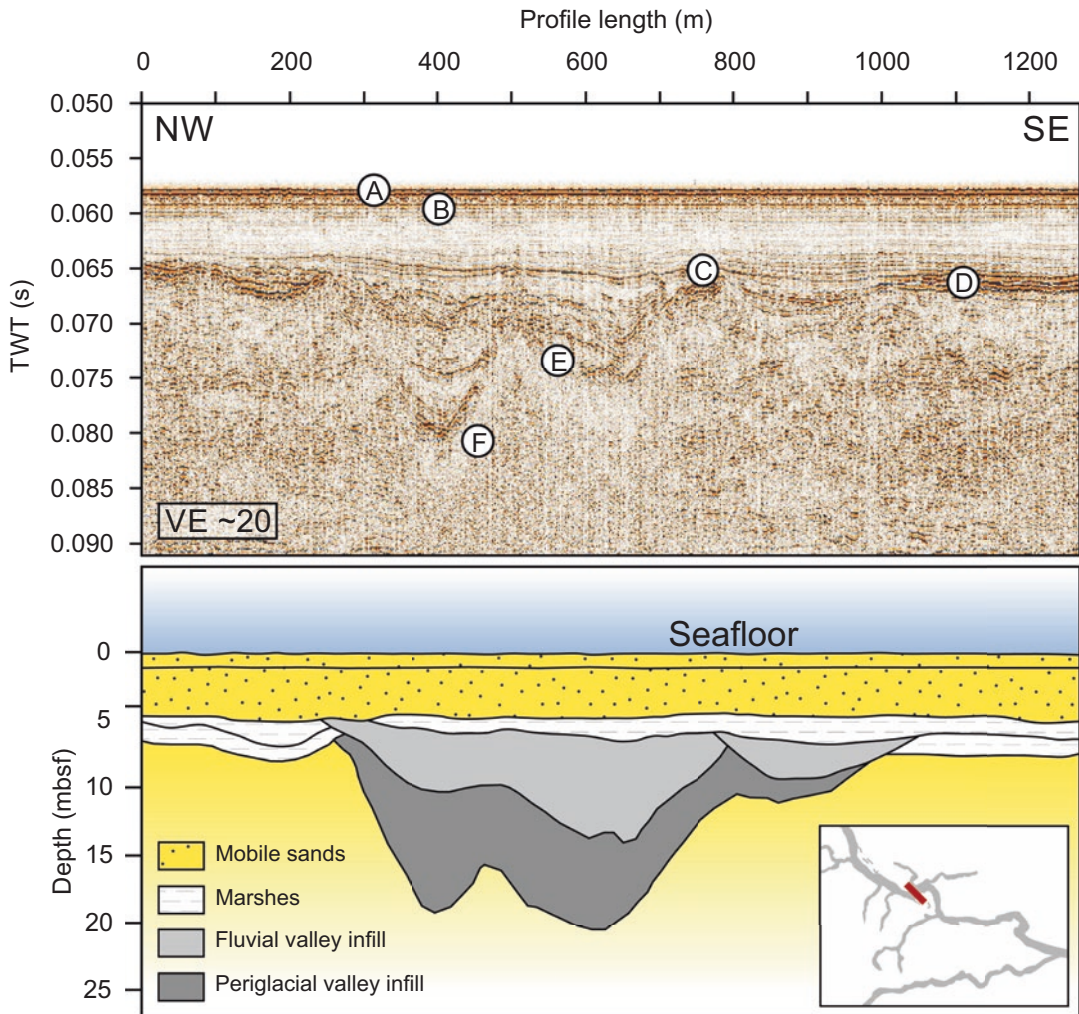 Profile length (m)
0 200 400 600 800 1000 1200
0.050
NW SE
0.055
A
0.060
B
0.065
C
D
TWT (s)
0.070
E
0.075
0.080
F
0.085
VE ~20
0.090
Seafloor
0
5
10
Depth (mbsf)
15
Mobile sands
Marshes
20
Fluvial valley infill
Periglacial valley infill
25